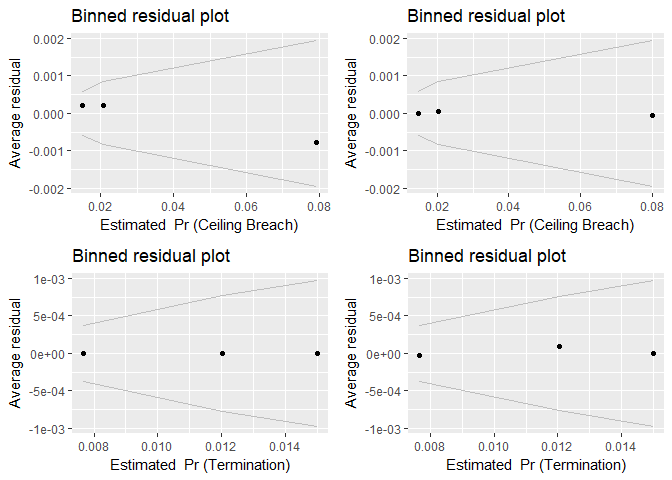 Binned residual plot
Average residual
0.002
0.001
0.000
-0.001
-0.002
0.02 0.04 0.06 0.08
Estimated Pr (Ceiling Breach)
Binned residual plot
Average residual
0.002
0.001
0.000
-0.001
-0.002
0.02 0.04 0.06 0.08
Estimated Pr (Ceiling Breach)
Binned residual plot
Average residual
1e-03
5e-04
0e+00
-5e-04
-1e-03
0.008 0.010 0.012 0.014
Estimated Pr (Termination)
Binned residual plot
Average residual
1e-03
5e-04
0e+00
-5e-04
-1e-03
0.008 0.010 0.012 0.014
Estimated Pr (Termination)